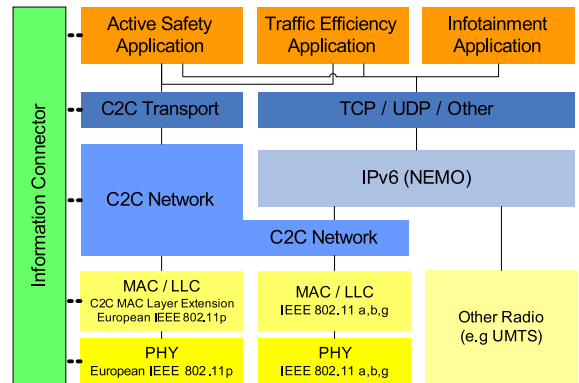 Information Connector
Active Safety
Application
Traffic Efficiency
Application
Infotainment
Application
C2C Transport
TCP / UDP / Other
C2C Network
IPv6 (NEMO)
C2C Network
MAC / LLC
C2C MAC Layer Extension
European IEEE 802.11p
MAC / LLC
IEEE 802.11 a,b,g
Other Radio
(e.g UMTS)
PHY
European IEEE 802.11p
PHY
IEEE 802.11 a,b,g